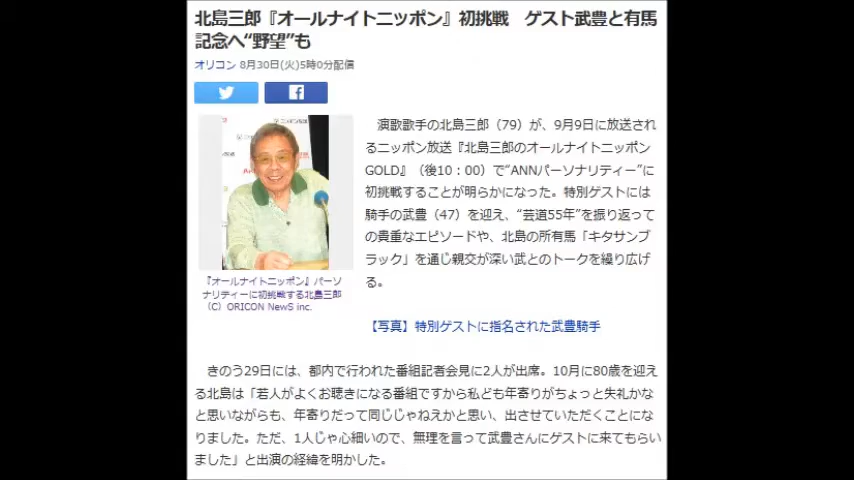 北島三郎『オールナイトニッポン』初挑戦　ゲスト武豊と有馬
記念へ“野望”も
オリコン 8月30日(火)5時0分配信
演歌歌手の北島三郎（79）が、9月9日に放送され
るニッポン放送『北島三郎のオールナイトニッポン
GOLD』（後10：00）で“ANNパーソナリティー”に
初挑戦することが明らかになった。特別ゲストには
騎手の武豊（47）を迎え、“芸道55年”を振り返って
の貴重なエピソードや、北島の所有馬「キタサンブ
ラック」を通じ親交が深い武とのトークを繰り広げ
る。
『オールナイトニッポン』パーソ
ナリティーに初挑戦する北島三郎
（C）ORICON NewS inc.
【写真】特別ゲストに指名された武豊騎手
きのう29日には、都内で行われた番組記者会見に2人が出席。10月に80歳を迎え
る北島は「若人がよくお聴きになる番組ですから私ども年寄りがちょっと失礼かな
と思いながらも、年寄りだって同じじゃねえかと思い、出させていただくことにな
りました。ただ、1人じゃ心細いので、無理を言って武豊さんにゲストに来てもらい
ました」と出演の経緯を明かした。